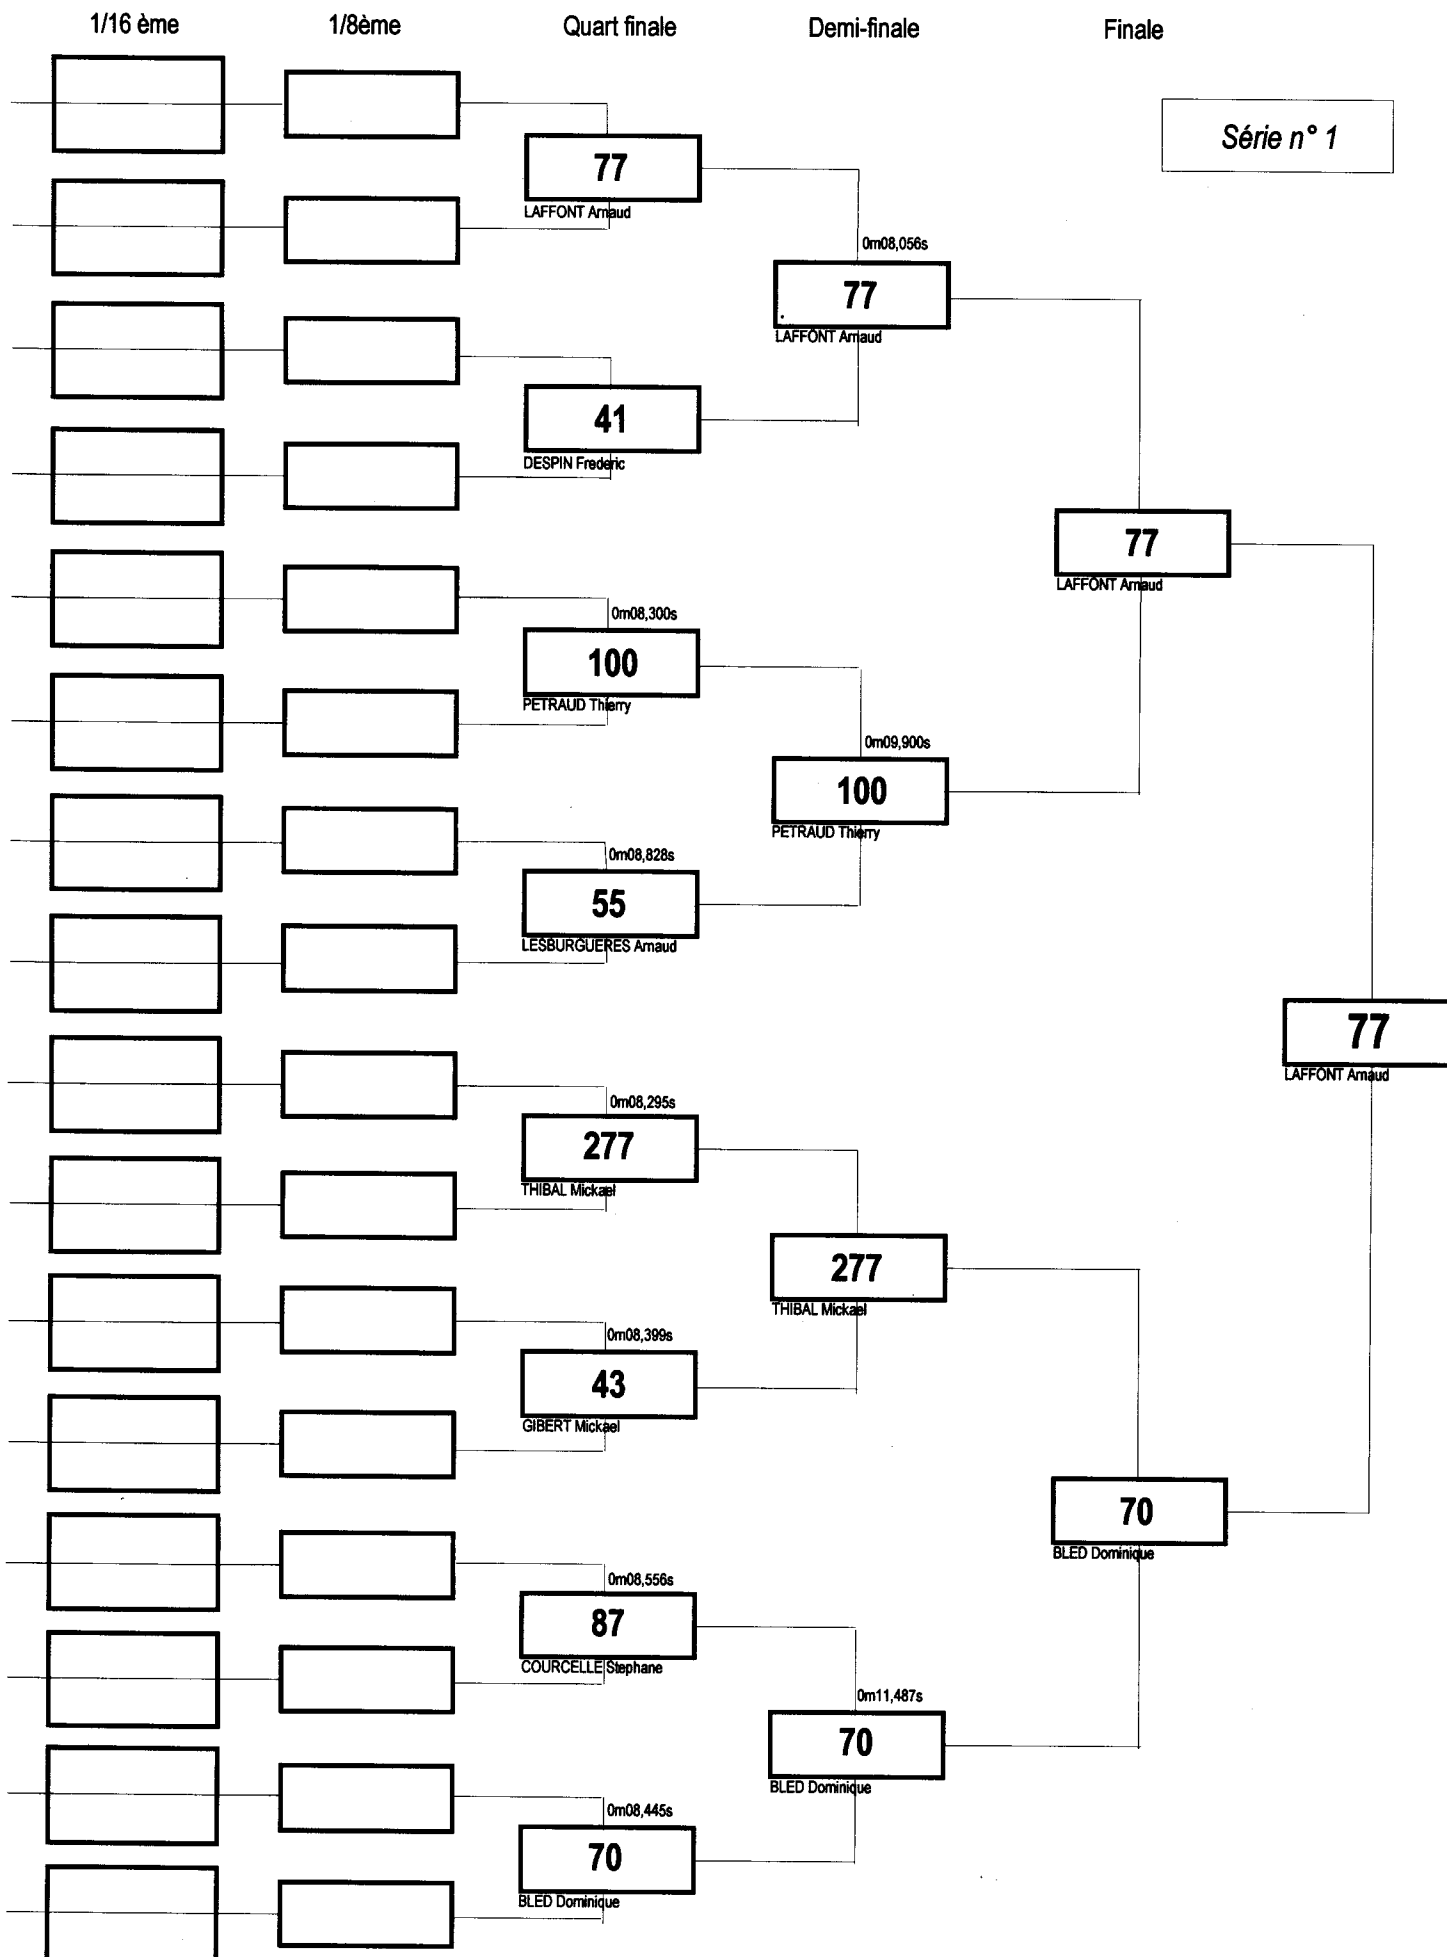 1/16 ème
1/8ème
Quart finale
Demi-finale
Finale
Série n° 1
77
LAFFONT Arnaud
0m08,056s
77
LAFFONT Arnaud
41
DESPIN Frederic
77
LAFFONT Arnaud
0m08,300s
100
PETRAUD Thierry
0m09,900s
100
PETRAUD Thierry
0m08,828s
55
LESBURGUERES Arnaud
77
LAFFONT Arnaud
0m08,295s
277
THIBAL Mickael
277
THIBAL Mickael
0m08,399s
43
GIBERT Mickael
70
BLED Dominique
0m08,556s
87
COURCELLE Stephane
0m11,487s
70
BLED Dominique
0m08,445s
70
BLED Dominique